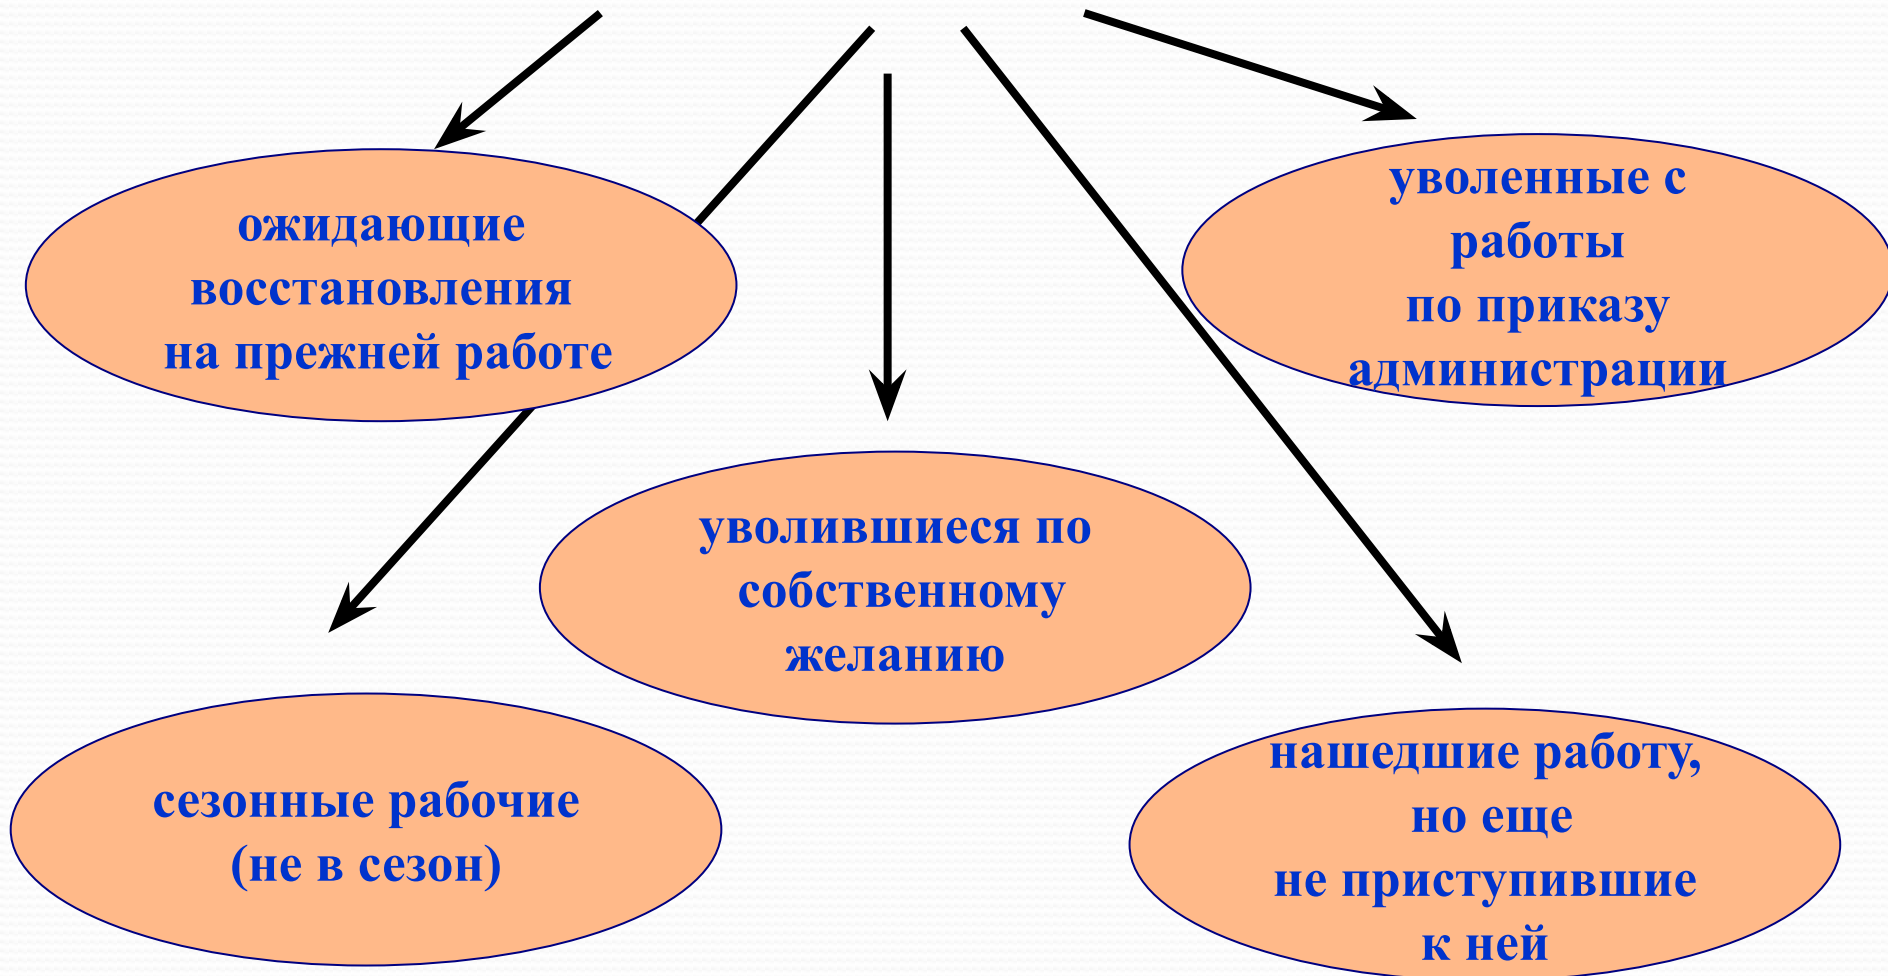 ожидающие
восстановления
на прежней работе
уволенные с
работы
по приказу
администрации
уволившиеся по
собственному
желанию
сезонные рабочие
(не в сезон)
нашедшие работу,
но еще
не приступившие
к ней